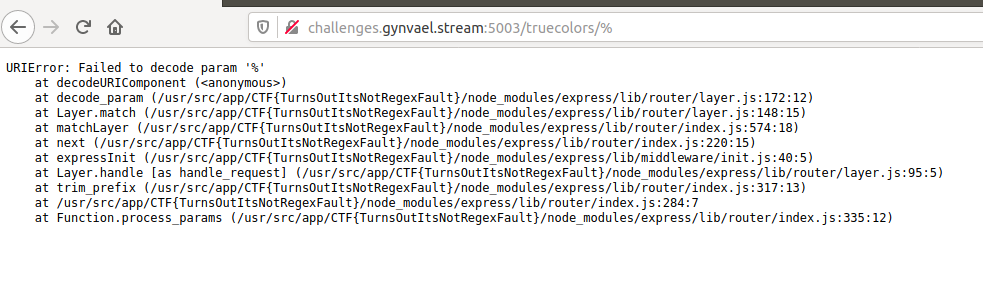 challenges.gynvael.stream:5003/truecolors/%
URIError: Failed to decode param '%'
at decodeURIComponent (<anonymous>)
at decode_param (/usr/src/app/CTF{TurnsOutItsNotRegexFault}/node_modules/express/lib/router/layer.js:172:12)
at Layer.match (/usr/src/app/CTF{TurnsOutItsNotRegexFault}/node_modules/express/lib/router/layer.js:148:15)
at matchLayer (/usr/src/app/CTF{TurnsOutItsNotRegexFault}/node_modules/express/lib/router/index.js:574:18)
at next (/usr/src/app/CTF{TurnsOutItsNotRegexFault}/node_modules/express/lib/router/index.js:220:15)
at expressInit (/usr/src/app/CTF{TurnsOutItsNotRegexFault}/node_modules/express/lib/middleware/init.js:40:5)
at Layer.handle [as handle_request] (/usr/src/app/CTF{TurnsOutItsNotRegexFault}/node_modules/express/lib/router/layer.js:95:5)
at trim_prefix (/usr/src/app/CTF{TurnsOutItsNotRegexFault}/node_modules/express/lib/router/index.js:317:13)
at /usr/src/app/CTF{TurnsOutItsNotRegexFault}/node_modules/express/lib/router/index.js:284:7
at Function.process_params (/usr/src/app/CTF{TurnsOutItsNotRegexFault}/node_modules/express/lib/router/index.js:335:12)